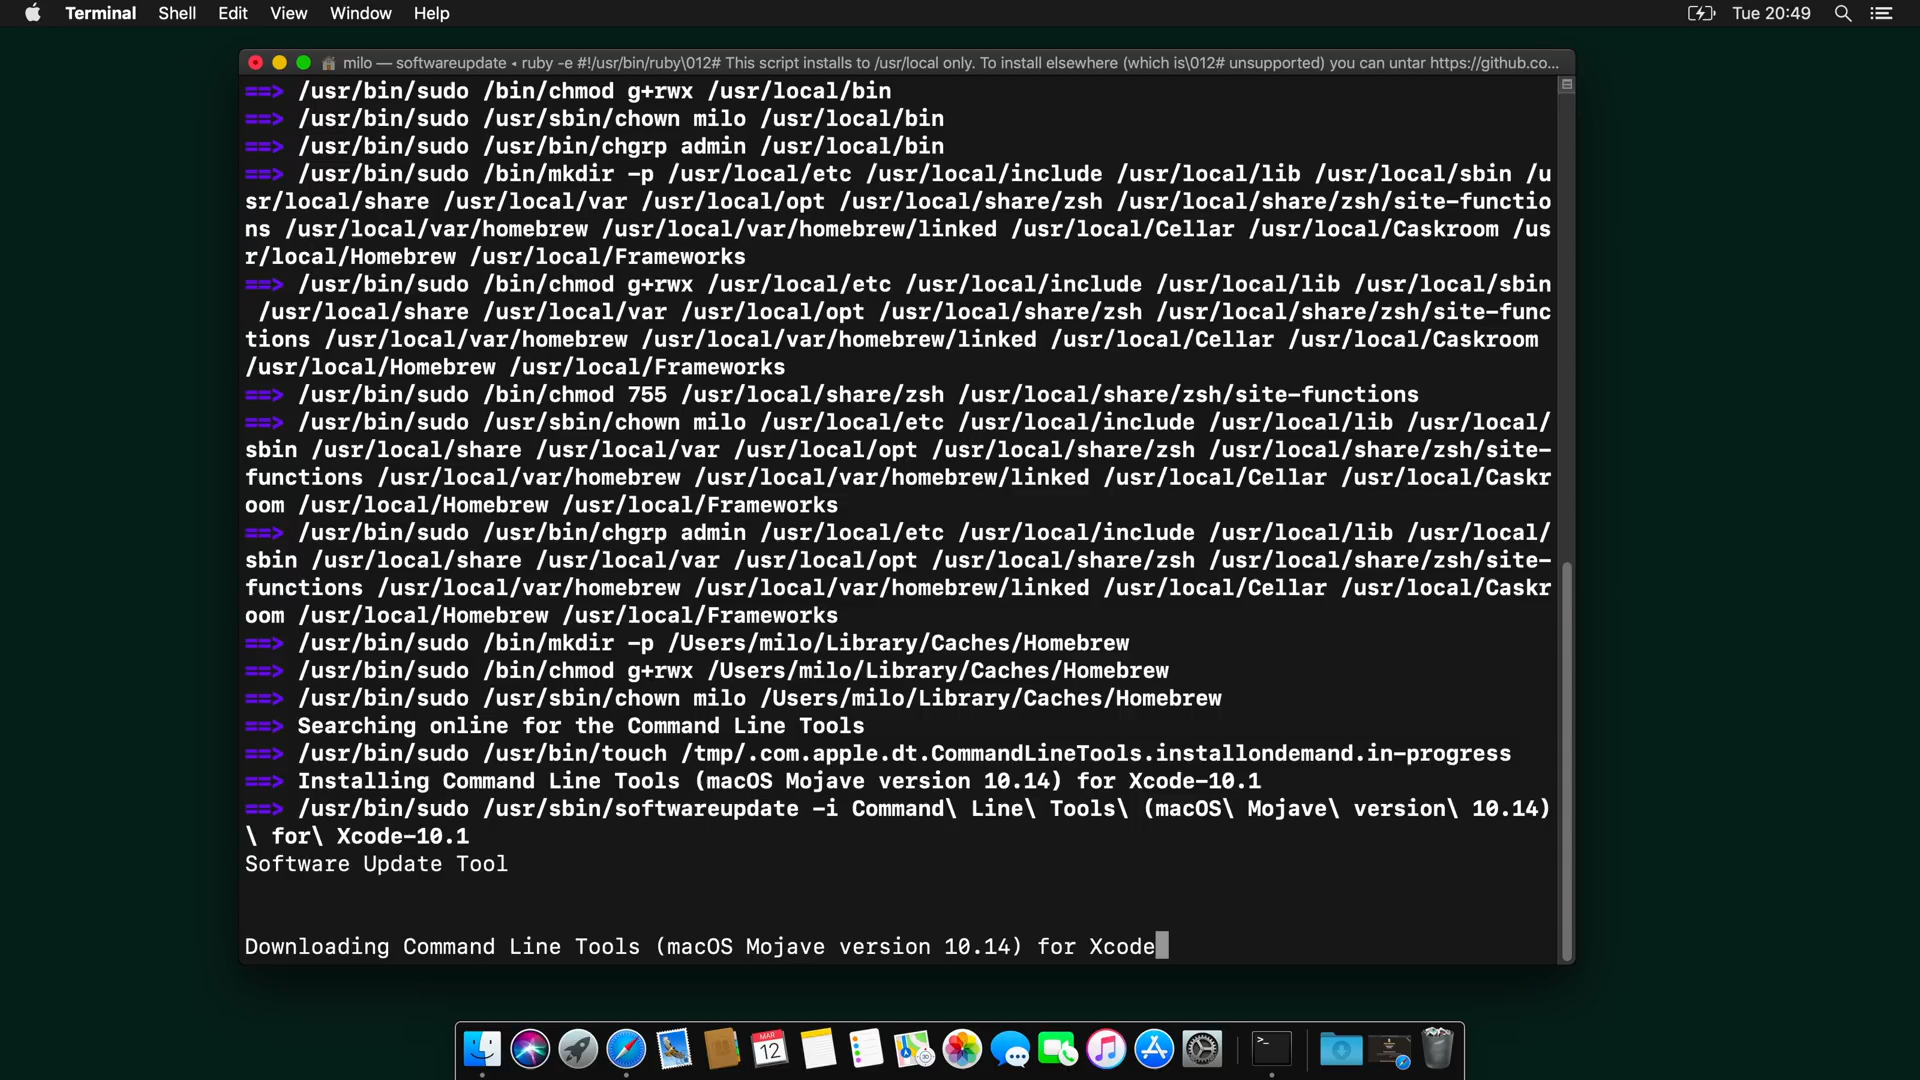 Terminal Shell Edit View Window Help Tue 20:49
milo — softwareupdate ◂ ruby -e #!/usr/bin/ruby\012# This script installs to /usr/local only. To install elsewhere (which is\012# unsupported) you can untar https://github.co...
==> /usr/bin/sudo /bin/chmod g+rwx /usr/local/bin
==> /usr/bin/sudo /usr/sbin/chown milo /usr/local/bin
==> /usr/bin/sudo /usr/bin/chgrp admin /usr/local/bin
==> /usr/bin/sudo /bin/mkdir -p /usr/local/etc /usr/local/include /usr/local/lib /usr/local/sbin /u
sr/local/share /usr/local/var /usr/local/opt /usr/local/share/zsh /usr/local/share/zsh/site-functio
ns /usr/local/var/homebrew /usr/local/var/homebrew/linked /usr/local/Cellar /usr/local/Caskroom /us
r/local/Homebrew /usr/local/Frameworks
==> /usr/bin/sudo /bin/chmod g+rwx /usr/local/etc /usr/local/include /usr/local/lib /usr/local/sbin
 /usr/local/share /usr/local/var /usr/local/opt /usr/local/share/zsh /usr/local/share/zsh/site-func
tions /usr/local/var/homebrew /usr/local/var/homebrew/linked /usr/local/Cellar /usr/local/Caskroom
/usr/local/Homebrew /usr/local/Frameworks
==> /usr/bin/sudo /bin/chmod 755 /usr/local/share/zsh /usr/local/share/zsh/site-functions
==> /usr/bin/sudo /usr/sbin/chown milo /usr/local/etc /usr/local/include /usr/local/lib /usr/local/
sbin /usr/local/share /usr/local/var /usr/local/opt /usr/local/share/zsh /usr/local/share/zsh/site-
functions /usr/local/var/homebrew /usr/local/var/homebrew/linked /usr/local/Cellar /usr/local/Caskr
oom /usr/local/Homebrew /usr/local/Frameworks
==> /usr/bin/sudo /usr/bin/chgrp admin /usr/local/etc /usr/local/include /usr/local/lib /usr/local/
sbin /usr/local/share /usr/local/var /usr/local/opt /usr/local/share/zsh /usr/local/share/zsh/site-
functions /usr/local/var/homebrew /usr/local/var/homebrew/linked /usr/local/Cellar /usr/local/Caskr
oom /usr/local/Homebrew /usr/local/Frameworks
==> /usr/bin/sudo /bin/mkdir -p /Users/milo/Library/Caches/Homebrew
==> /usr/bin/sudo /bin/chmod g+rwx /Users/milo/Library/Caches/Homebrew
==> /usr/bin/sudo /usr/sbin/chown milo /Users/milo/Library/Caches/Homebrew
==> Searching online for the Command Line Tools
==> /usr/bin/sudo /usr/bin/touch /tmp/.com.apple.dt.CommandLineTools.installondemand.in-progress
==> Installing Command Line Tools (macOS Mojave version 10.14) for Xcode-10.1
==> /usr/bin/sudo /usr/sbin/softwareupdate -i Command\ Line\ Tools\ (macOS\ Mojave\ version\ 10.14)
\ for\ Xcode-10.1
Software Update Tool
Downloading Command Line Tools (macOS Mojave version 10.14) for Xcode
MAR
12
3D
>_